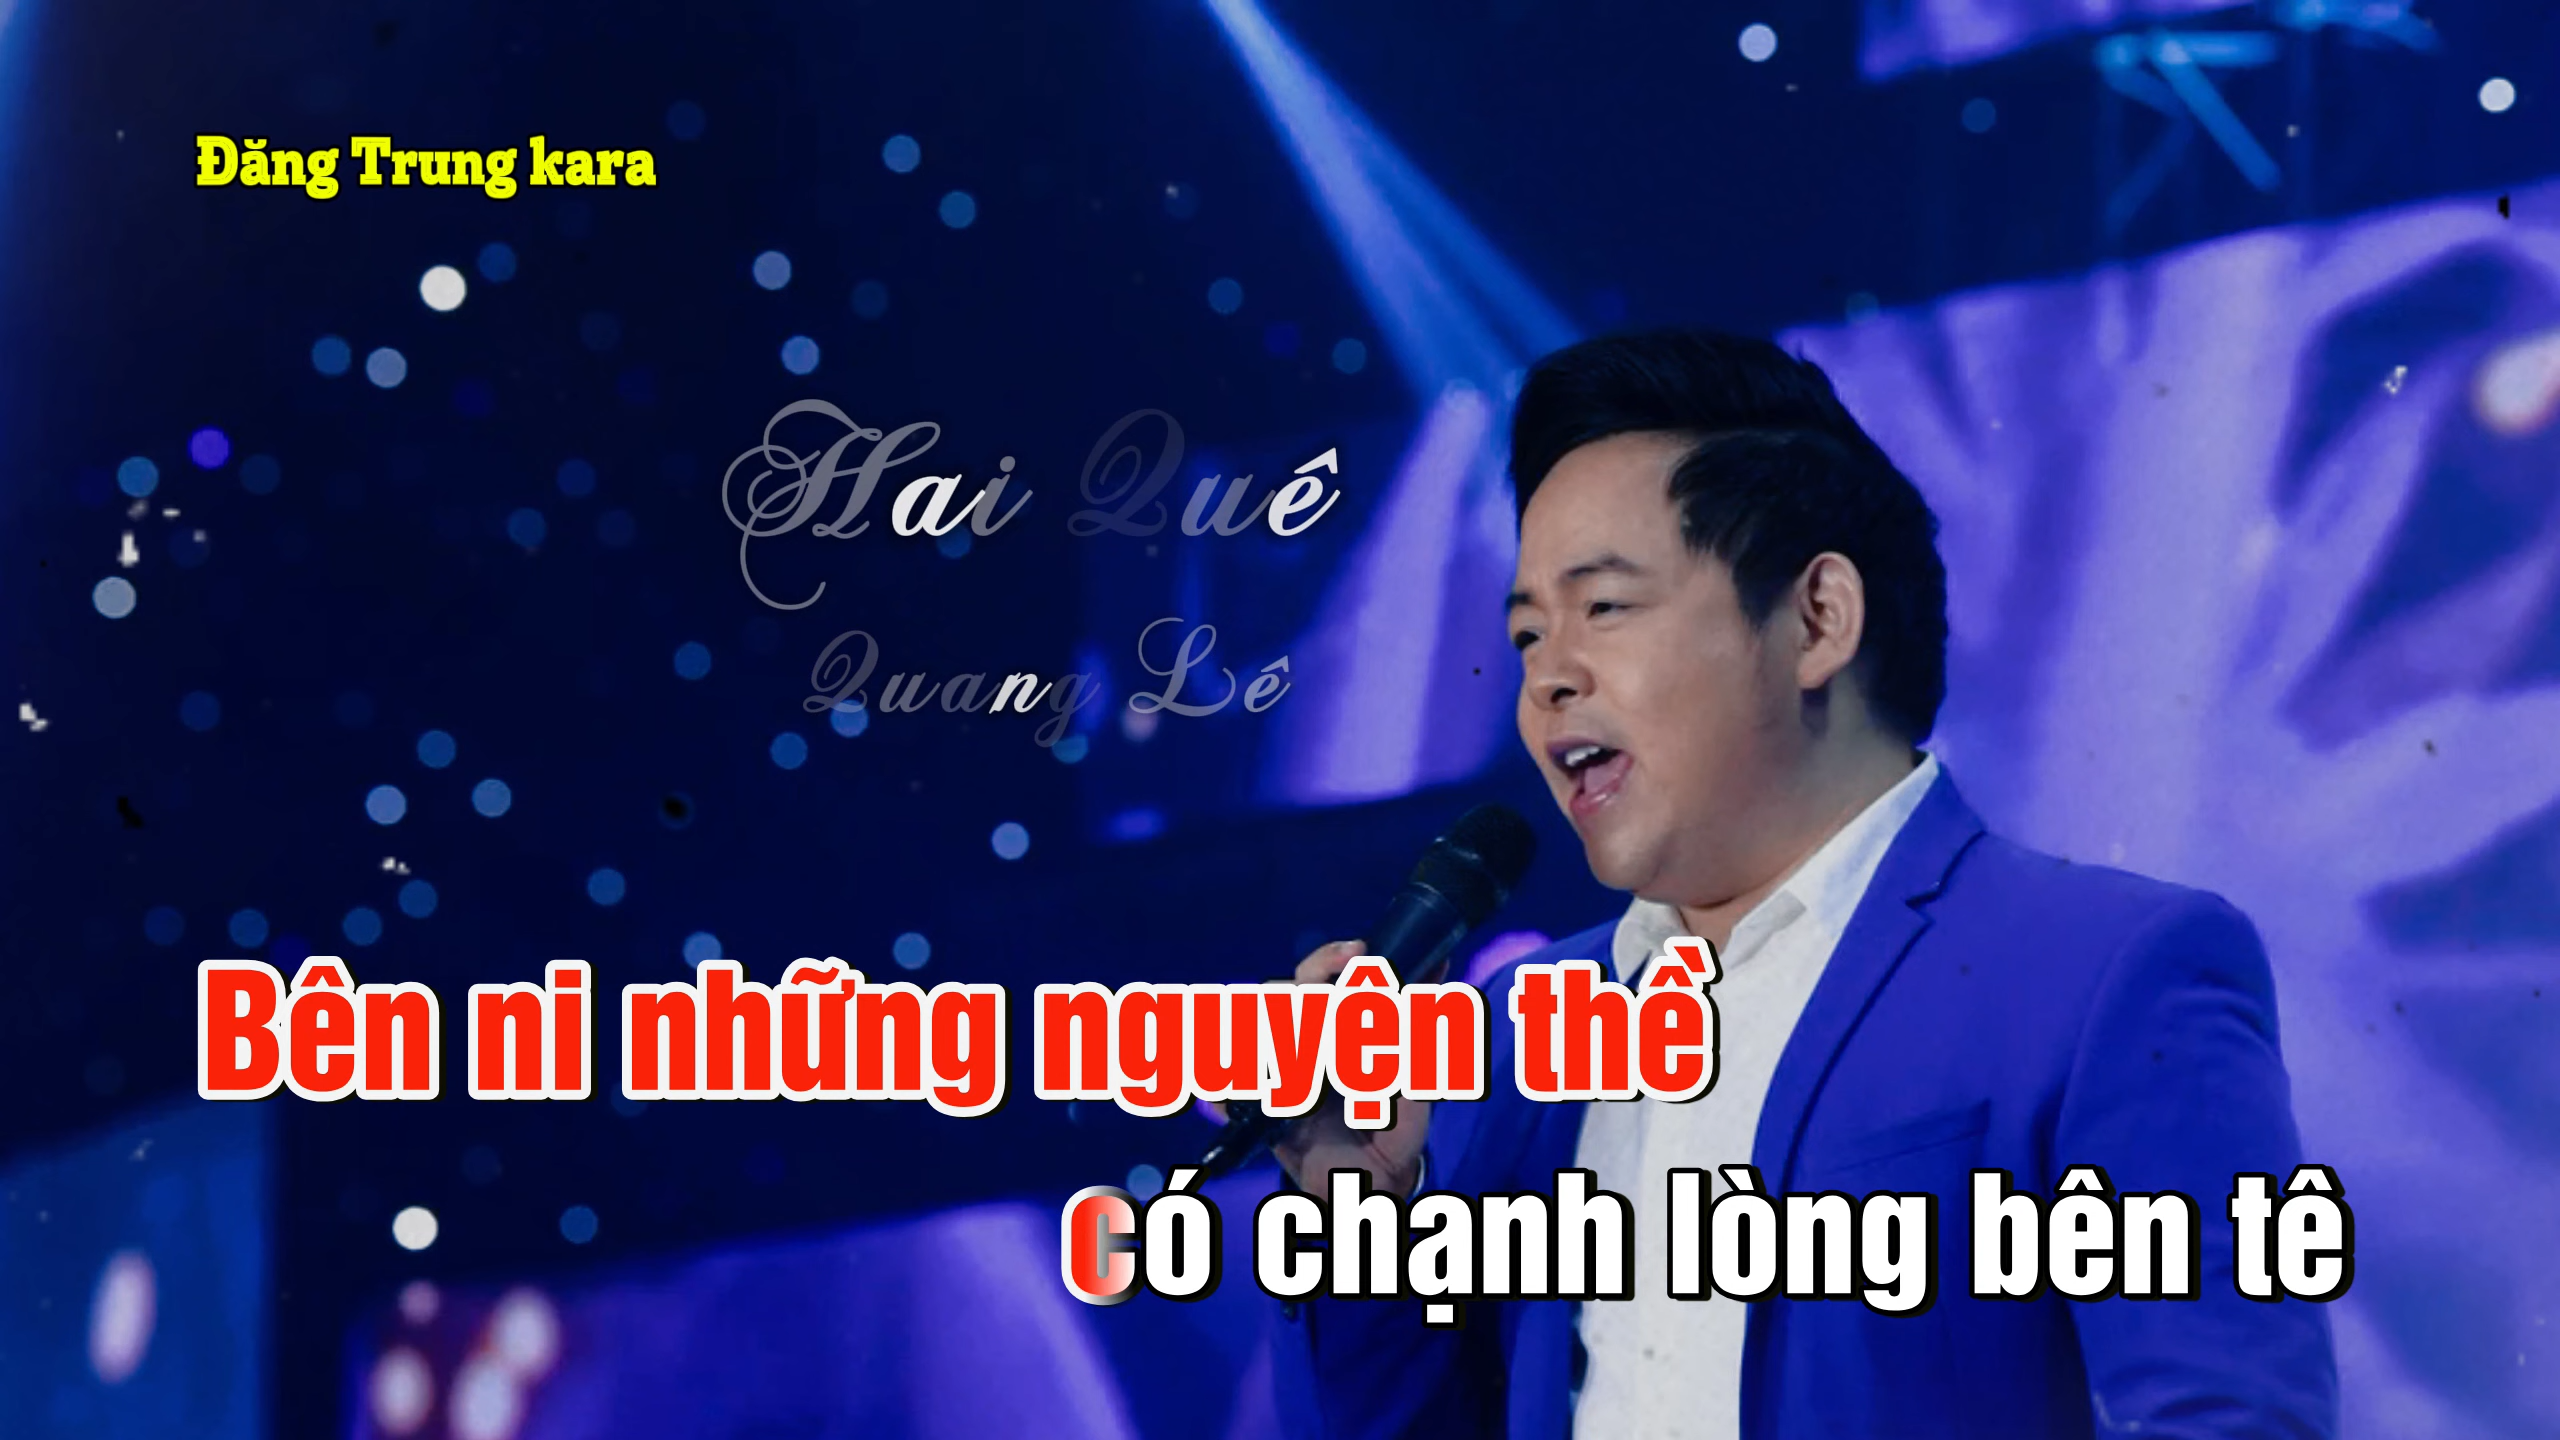 Đăng Trung kara
Hai Quê
Quang Lê
Bên ni những nguyện thề
có chạnh lòng bên tê